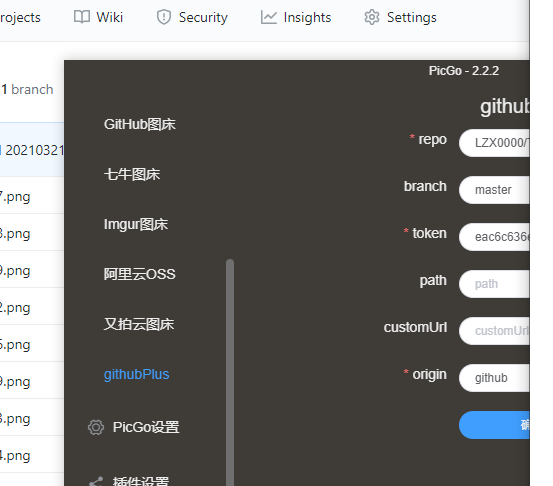 rojects Wiki Security Insights Settings
1 branch
PicGo - 2.2.2
github
GitHub图床
* repo LZX0000/
20210321
七牛图床
branch master
7.png
Imgur图床
* token eac6c636
3.png
阿里云OSS
path path
9.png
2.png
又拍云图床
customUrl customUrl
5.png
githubPlus
* origin github
9.png
3.png
PicGo设置
4.png
插件设置